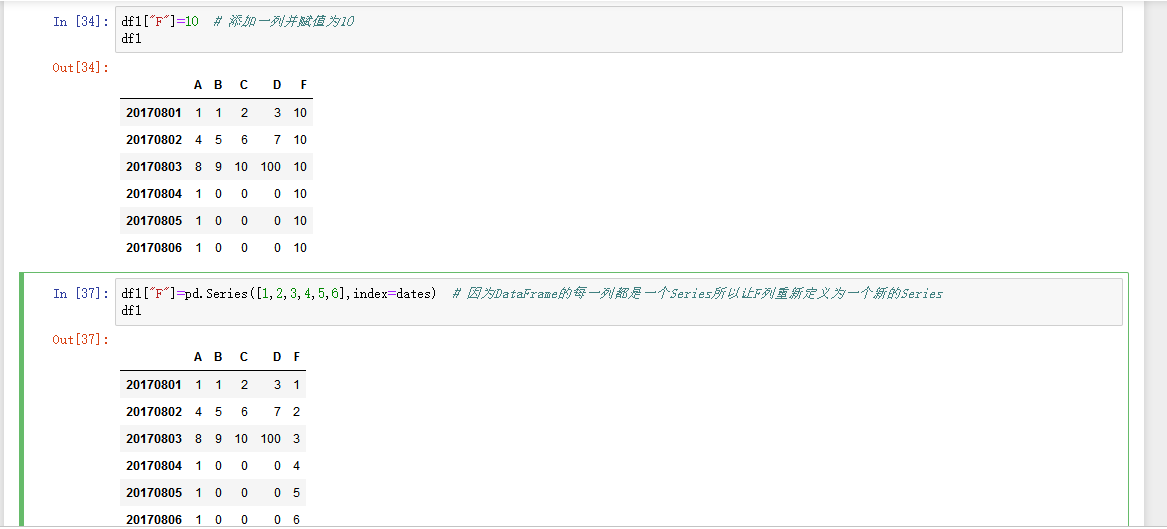 In [34]: df1["F"]=10 # 添加一列并赋值为10
df1
Out[34]:
A B C D F
20170801 1 1 2 3 10
20170802 4 5 6 7 10
20170803 8 9 10 100 10
20170804 1 0 0 0 10
20170805 1 0 0 0 10
20170806 1 0 0 0 10
In [37]: df1["F"]=pd.Series([1,2,3,4,5,6],index=dates) # 因为DataFrame的每一列都是一个Series所以让F列重新定义为一个新的Series
df1
Out[37]:
A B C D F
20170801 1 1 2 3 1
20170802 4 5 6 7 2
20170803 8 9 10 100 3
20170804 1 0 0 0 4
20170805 1 0 0 0 5
20170806 1 0 0 0 6